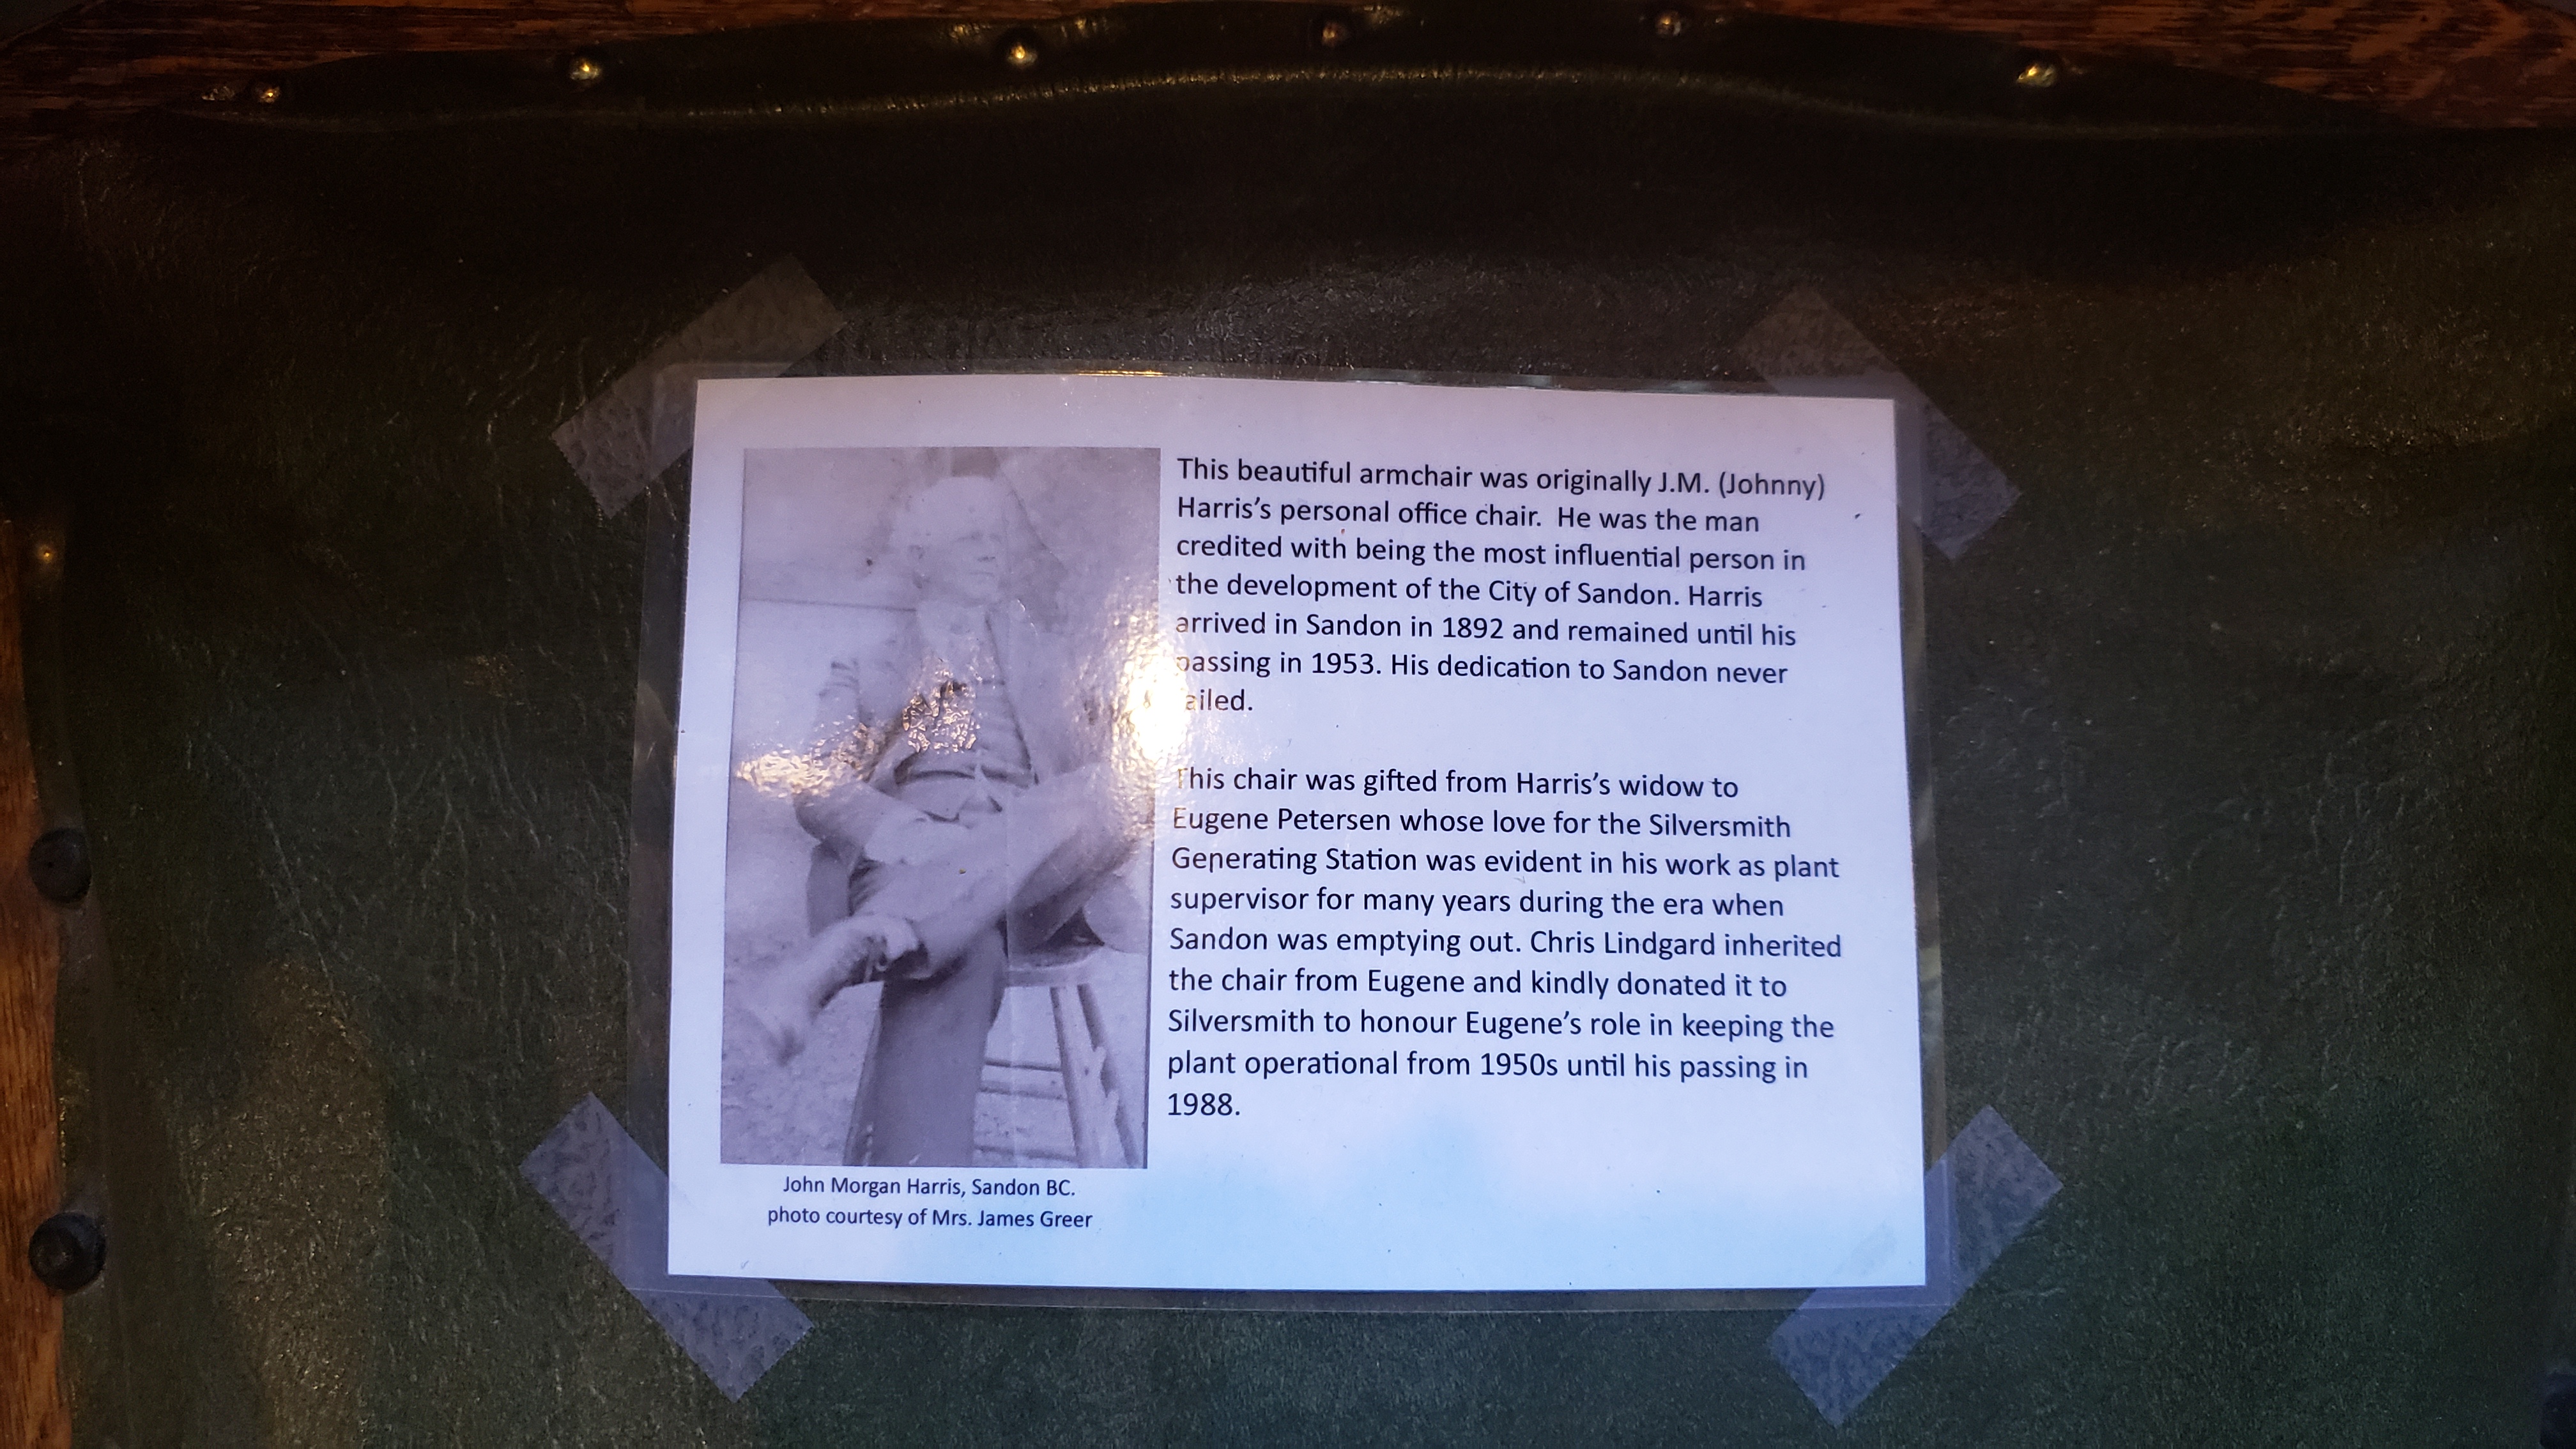 This beautiful armchair was originally J.M. (Johnny)
Harris's personal office chair. He was the man
credited with being the most influential person in
the development of the City of Sandon. Harris
arrived in Sandon in 1892 and remained until his
passing in 1953. His dedication to Sandon never
ailed.
This chair was gifted from Harris's widow to
Eugene Petersen whose love for the Silversmith
Generating Station was evident in his work as plant
supervisor for many years during the era when
Sandon was emptying out. Chris Lindgard inherited
the chair from Eugene and kindly donated it to
Silversmith to honour Eugene's role in keeping the
plant operational from 1950s until his passing in
1988.
John Morgan Harris, Sandon BC.
photo courtesy of Mrs. James Greer